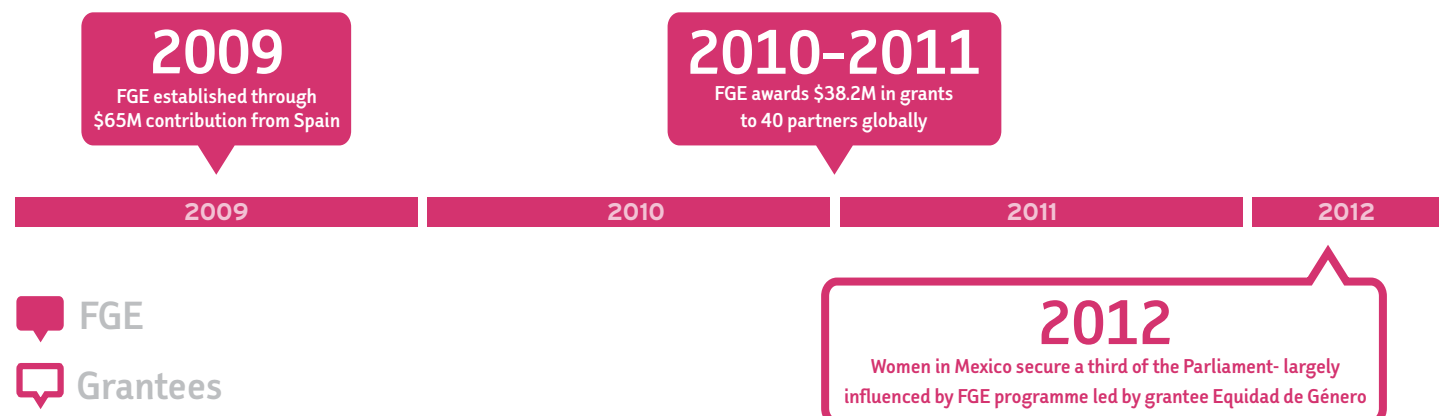 2009
FGE established through
$65M contribution from Spain
2010-2011
FGE awards $38.2M in grants
to 40 partners globally
2009
2010
2011
2012
FGE
Grantees
2012
Women in Mexico secure a third of the Parliament- largely
influenced by FGE programme led by grantee Equidad de Género